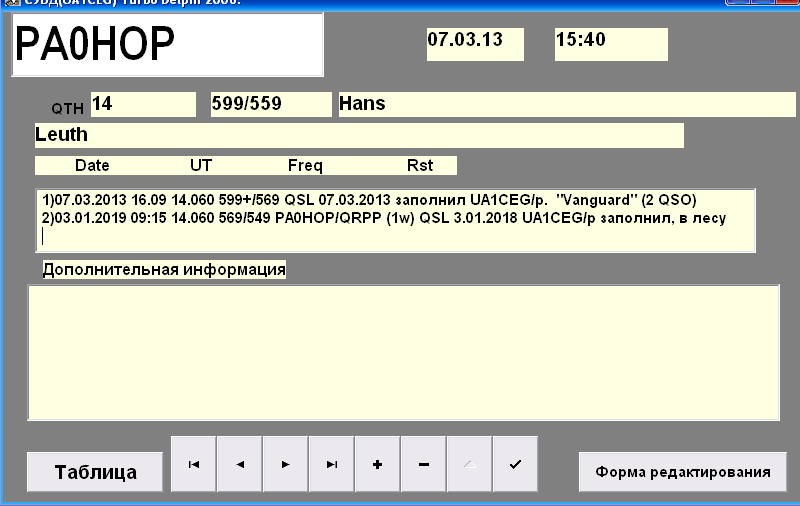 СУБД(UA1CEG) Turbo Delphi 2006.
PA0HOP
07.03.13
15:40
QTH
14
599/559
Hans
Leuth
Date UT Freq Rst
1)07.03.2013 16.09 14.060 599+/569 QSL 07.03.2013 заполнил UA1CEG/p. "Vanguard" (2 QSO)
2)03.01.2019 09:15 14.060 569/549 PA0HOP/QRPP (1w) QSL 3.01.2018 UA1CEG/p заполнил, в лесу
Дополнительная информация
Таблица
Форма редактирования